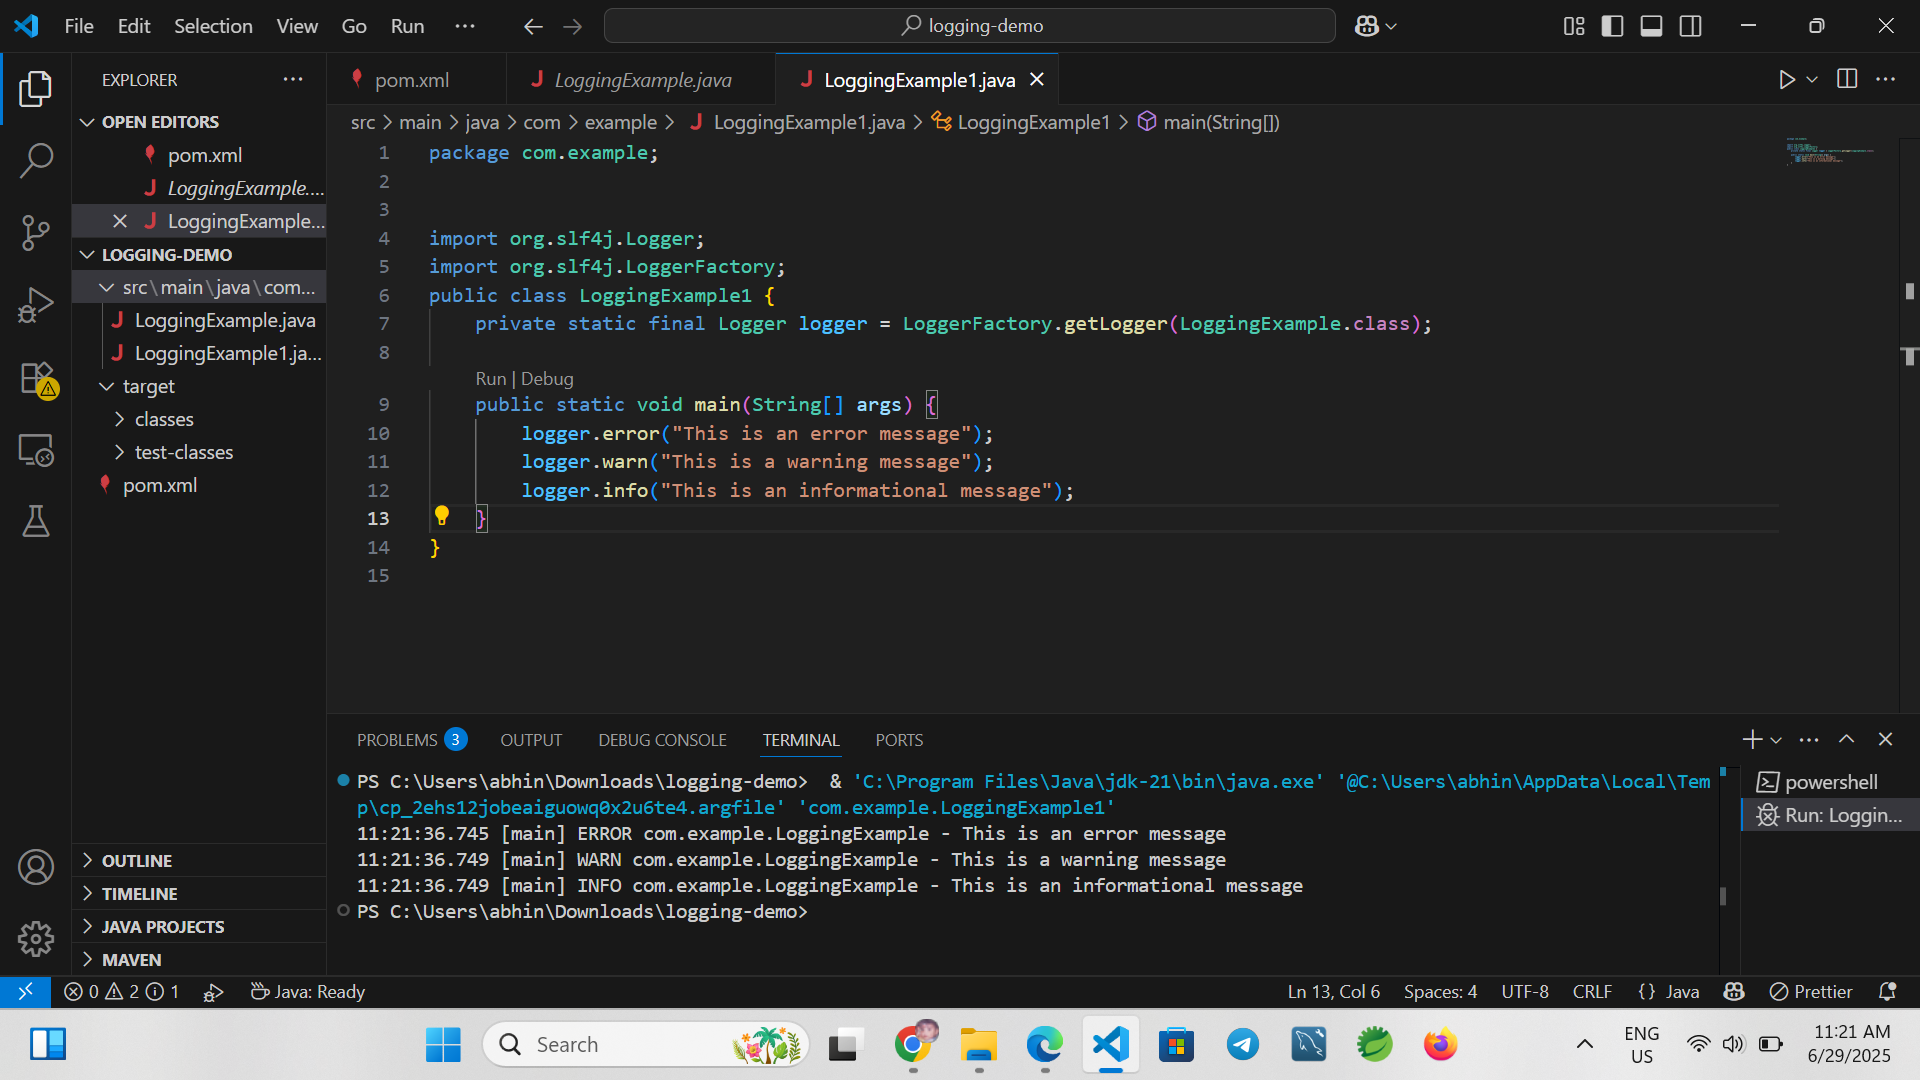 File Edit Selection View Go Run ··· logging-demo
EXPLORER ···
OPEN EDITORS
pom.xml
LoggingExample....
LoggingExample...
LOGGING-DEMO
src\main\java\com...
LoggingExample.java
LoggingExample1.ja...
target
classes
test-classes
pom.xml
OUTLINE
TIMELINE
JAVA PROJECTS
MAVEN
pom.xml LoggingExample.java LoggingExample1.java
src > main > java > com > example > LoggingExample1.java > LoggingExample1 > main(String[])
1 package com.example;
2
3
4 import org.slf4j.Logger;
5 import org.slf4j.LoggerFactory;
6 public class LoggingExample1 {
7 private static final Logger logger = LoggerFactory.getLogger(LoggingExample.class);
8
Run | Debug
9 public static void main(String[] args) {
10 logger.error("This is an error message");
11 logger.warn("This is a warning message");
12 logger.info("This is an informational message");
13 }
14 }
15
PROBLEMS 3 OUTPUT DEBUG CONSOLE TERMINAL PORTS
PS C:\Users\abhin\Downloads\logging-demo> & 'C:\Program Files\Java\jdk-21\bin\java.exe' '@C:\Users\abhin\AppData\Local\Tem
p\cp_2ehs12jobeaiguowq0x2u6te4.argfile' 'com.example.LoggingExample1'
11:21:36.745 [main] ERROR com.example.LoggingExample - This is an error message
11:21:36.749 [main] WARN com.example.LoggingExample - This is a warning message
11:21:36.749 [main] INFO com.example.LoggingExample - This is an informational message
PS C:\Users\abhin\Downloads\logging-demo>
powershell
Run: Loggin...
0 2 1 Java: Ready Ln 13, Col 6 Spaces: 4 UTF-8 CRLF {} Java Prettier
Search
ENG
US
11:21 AM
6/29/2025